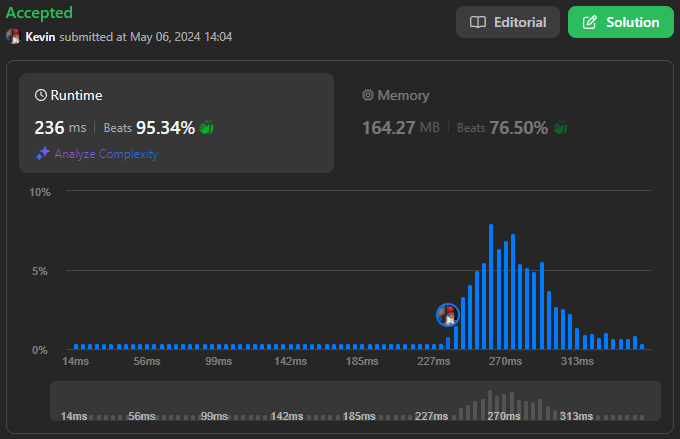 Accepted
Editorial
Solution
Kevin submitted at May 06, 2024 14:04
Runtime
Memory
236 ms Beats 95.34%
164.27 MB Beats 76.50%
Analyze Complexity
10%
5%
0%
14ms 56ms 99ms 142ms 185ms 227ms 270ms 313ms
14ms 56ms 99ms 142ms 185ms 227ms 270ms 313ms